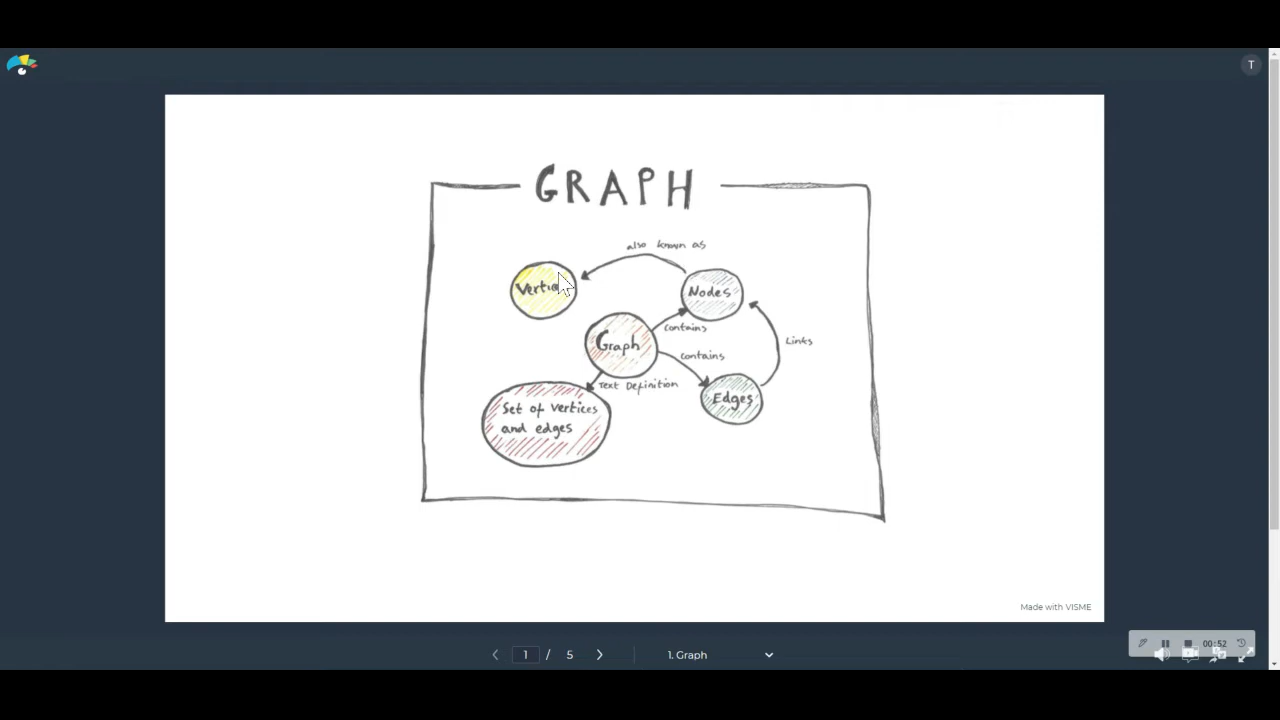 T
GRAPH
also known as
Nodes
Graph
contains
Links
contains
Text Definition
Edges
Set of vertices
and edges
Made with VISME
1 / 5
1. Graph
00:52